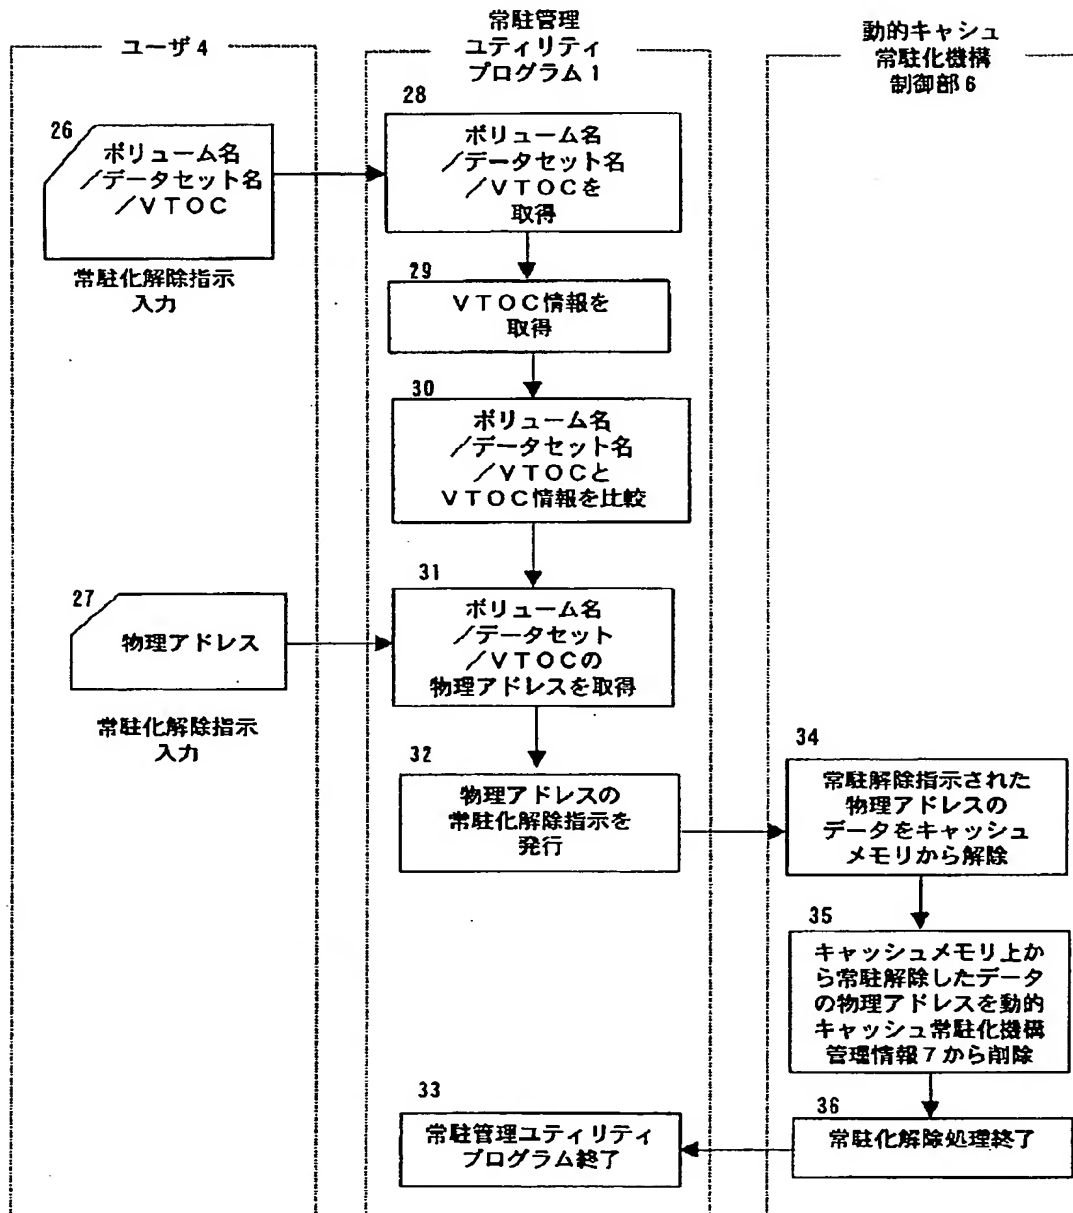 ユーザ4
常駐管理
ユティリティ
プログラム1
動的キャシュ
常駐化機構
制御部6
26
ボリューム名
/データセット名
/VTOC
常駐化解除指示
入力
28
ボリューム名
/データセット名
/VTOCを
取得
29
VTOC情報を
取得
30
ボリューム名
/データセット名
/VTOCと
VTOC情報を比較
27
物理アドレス
常駐化解除指示
入力
31
ボリューム名
/データセット
/VTOCの
物理アドレスを取得
32
物理アドレスの
常駐化解除指示を
発行
34
常駐解除指示された
物理アドレスの
データをキャッシュ
メモリから解除
35
キャッシュメモリ上か
ら常駐解除したデータ
の物理アドレスを動的
キャッシュ常駐化機構
管理情報7から削除
36
常駐化解除処理終了
33
常駐管理ユティリティ
プログラム終了